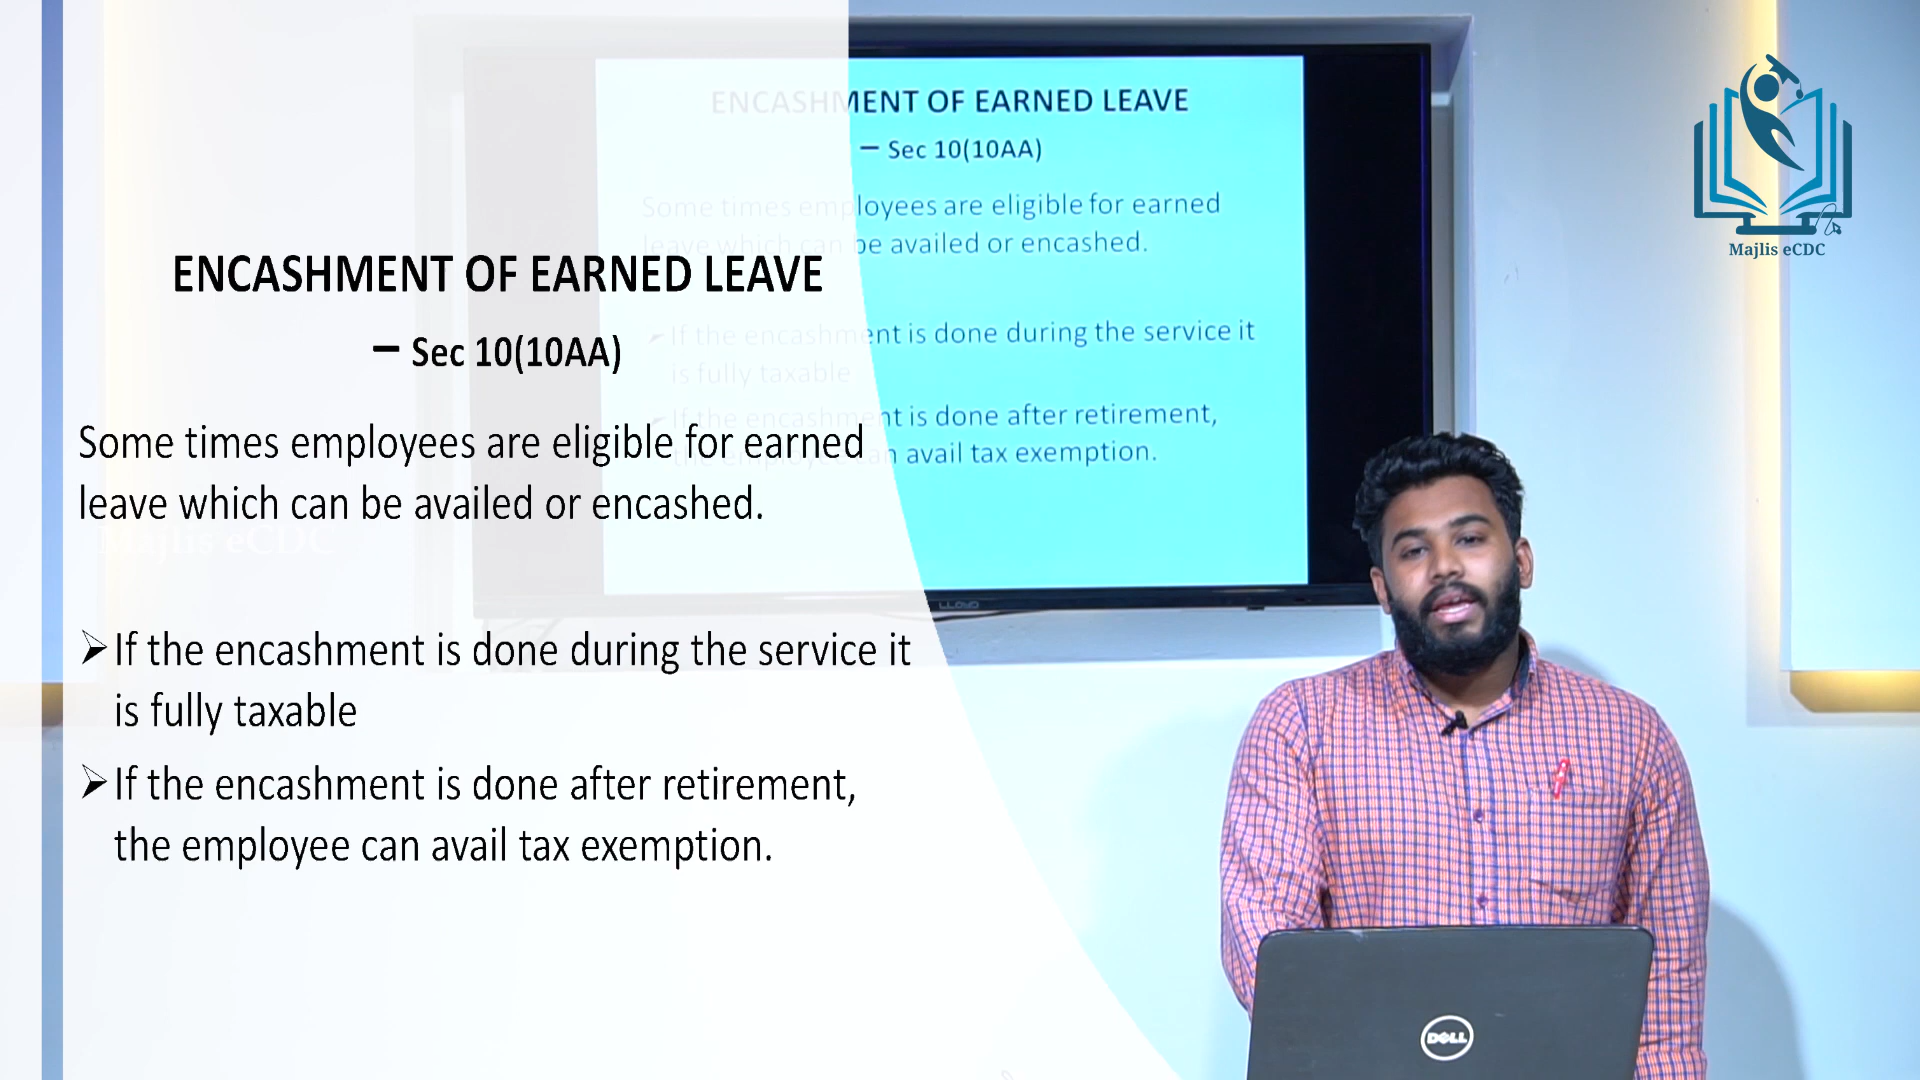 ENCASHMENT OF EARNED LEAVE
– Sec 10(10AA)
Some times employees are eligible for earned
leave which can be availed or encashed.
➢If the encashment is done during the service it
is fully taxable
➢If the encashment is done after retirement,
the employee can avail tax exemption.
Majlis eCDC
ENCASHMENT OF EARNED LEAVE
– Sec 10(10AA)
Some times employees are eligible for earned
leave which can be availed or encashed.
If the encashment is done during the service it
is fully taxable
If the encashment is done after retirement,
the employee can avail tax exemption.
LLOYD
Majlis eCDC
DELL